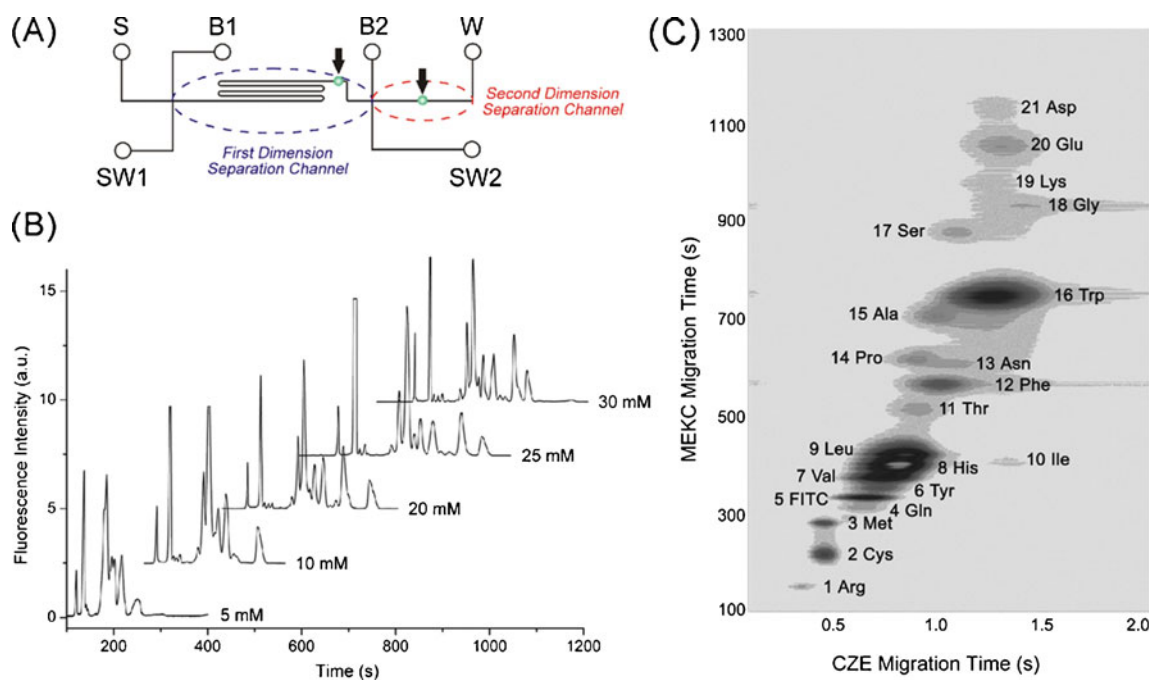 (A)
S
B1
B2
W
First Dimension
Separation Channel
Second Dimension
Separation Channel
SW1
SW2
(B)
Fluorescence Intensity (a.u.)
15
10
5
0
30 mM
25 mM
20 mM
10 mM
5 mM
200
400
600
800
1000
1200
Time (s)
(C)
MEKC Migration Time (s)
1300
1100
900
700
500
300
100
21 Asp
20 Glu
19 Lys
18 Gly
17 Ser
16 Trp
15 Ala
14 Pro
13 Asn
12 Phe
11 Thr
9 Leu
10 Ile
8 His
7 Val
6 Tyr
5 FITC
4 Gln
3 Met
2 Cys
1 Arg
0.5
1.0
1.5
2.0
CZE Migration Time (s)